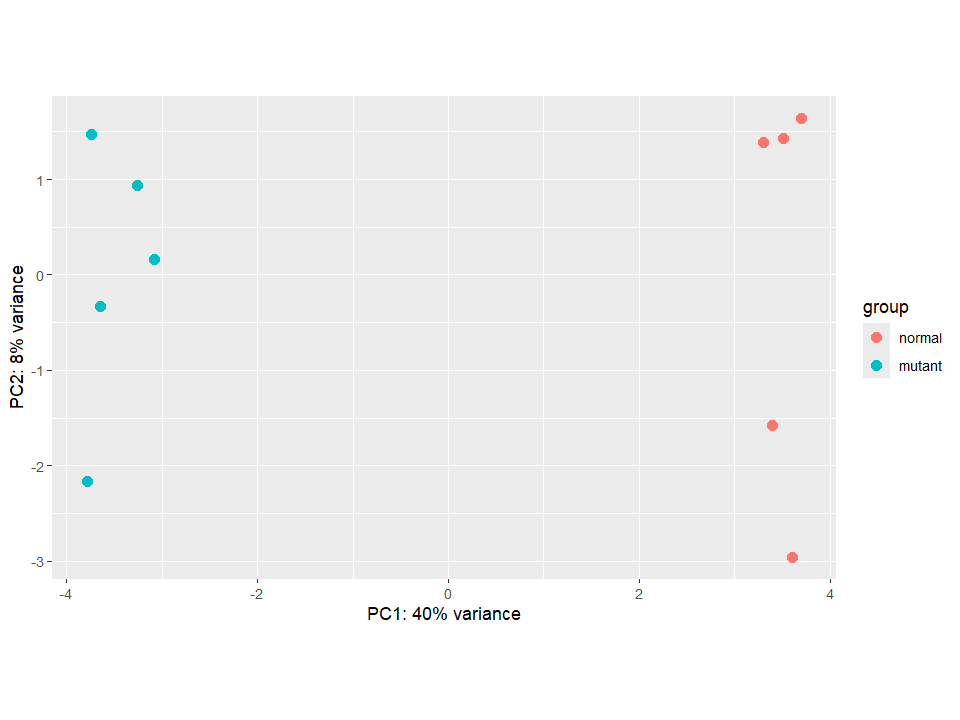 1
0
-1
-2
-3
PC2: 8% variance
-4
-2
0
2
4
PC1: 40% variance
group
normal
mutant